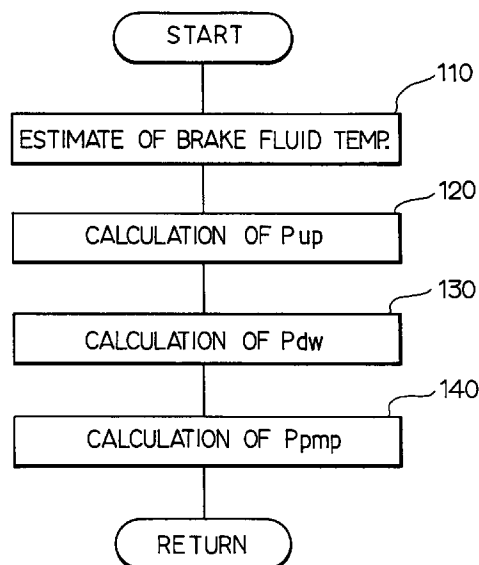 START
110
ESTIMATE OF BRAKE FLUID TEMP.
120
CALCULATION OF Pup
130
CALCULATION OF Pdw
140
CALCULATION OF Ppmp
RETURN